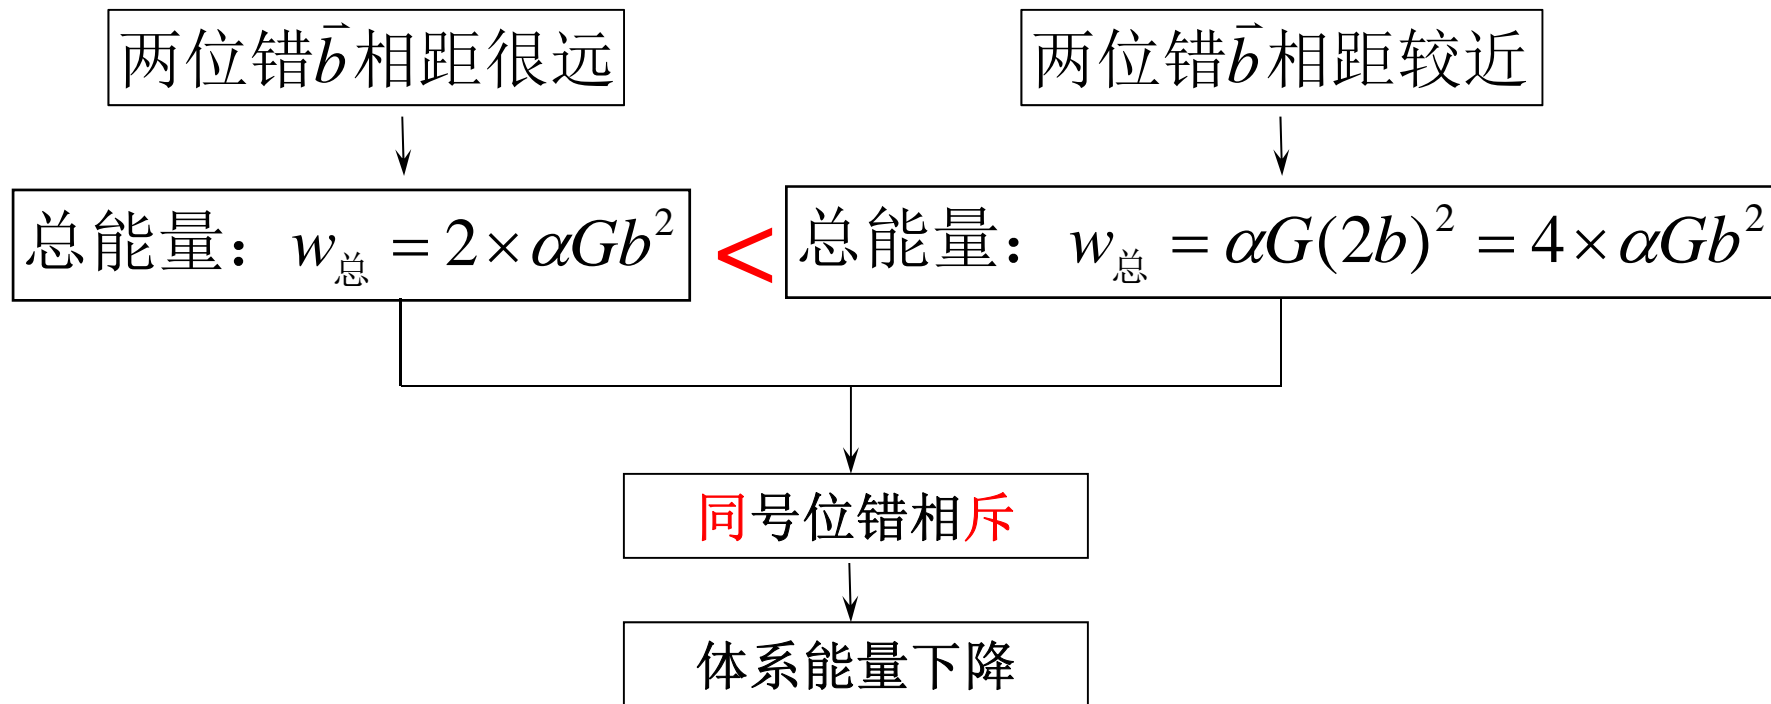 两位错b⃗相距很远
两位错b⃗相距较近
总能量：w总 = 2×αGb²
<
总能量：w总 = αG(2b)² = 4×αGb²
同号位错相斥
体系能量下降